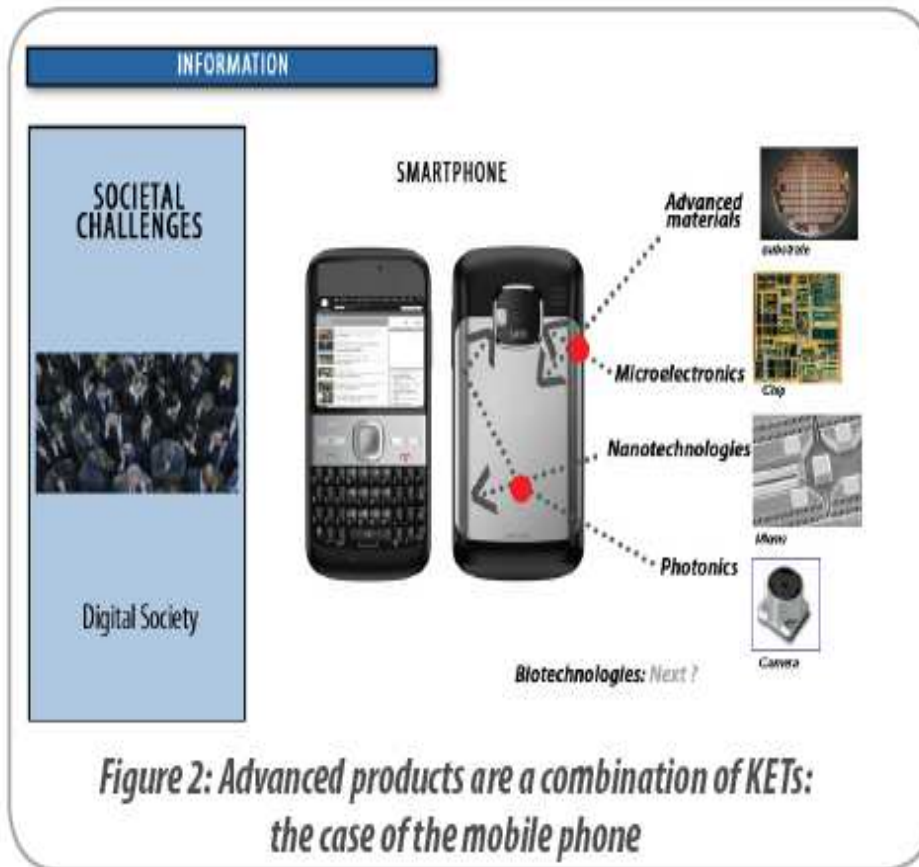 INFORMATION
SOCIETAL
CHALLENGES
Digital Society
SMARTPHONE
Advanced
materials
substrate
Microelectronics
Chip
Nanotechnologies
Photonics
Camera
Biotechnologies: Next ?
Figure 2: Advanced products are a combination of KETs:
the case of the mobile phone